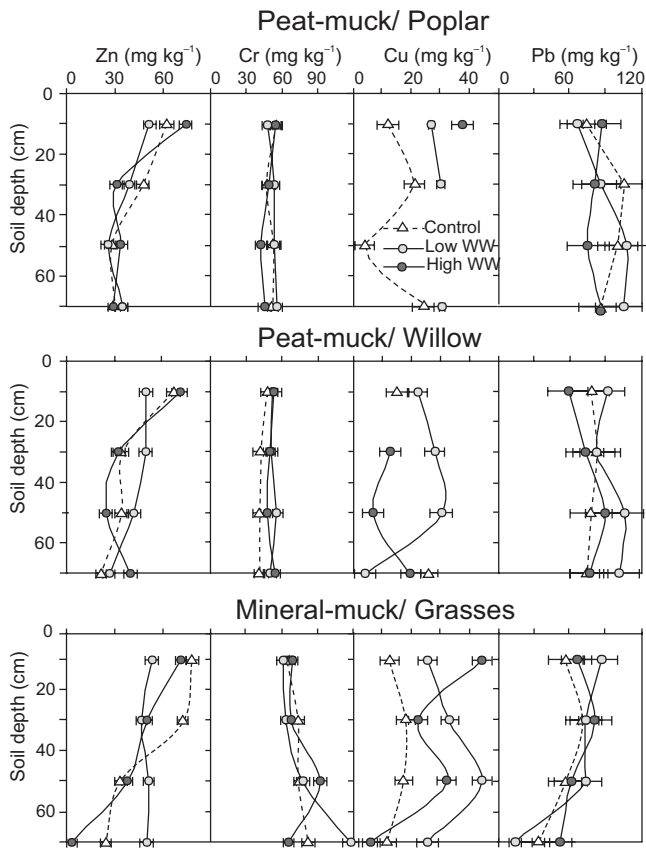 Peat-muck/ Poplar
Zn (mg kg⁻¹) Cr (mg kg⁻¹) Cu (mg kg⁻¹) Pb (mg kg⁻¹)
0 30 60 0 30 60 90 0 20 40 0 60 80 120
0
20
40
60
Soil depth (cm)
Control
Low WW
High WW
Peat-muck/ Willow
0
20
40
60
Soil depth (cm)
Mineral-muck/ Grasses
0
20
40
60
Soil depth (cm)